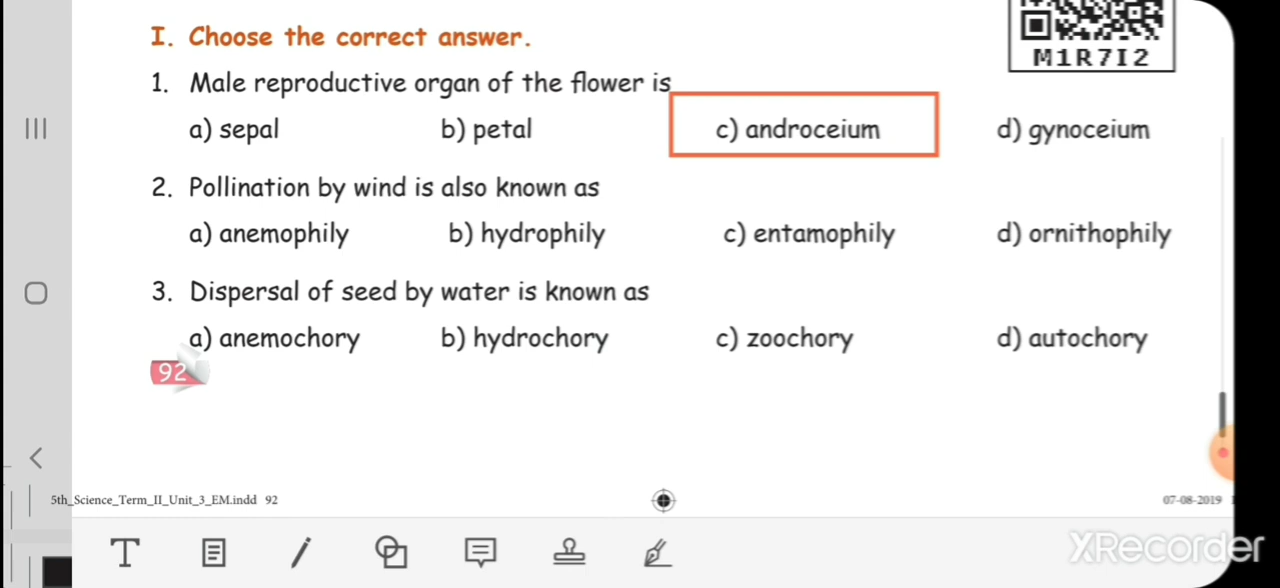 M1R7I2
I. Choose the correct answer.
1. Male reproductive organ of the flower is
a) sepal b) petal c) androceium d) gynoceium
2. Pollination by wind is also known as
a) anemophily b) hydrophily c) entamophily d) ornithophily
3. Dispersal of seed by water is known as
a) anemochory b) hydrochory c) zoochory d) autochory
92
5th_Science_Term_II_Unit_3_EM.indd 92 07-08-2019
T
XRecorder